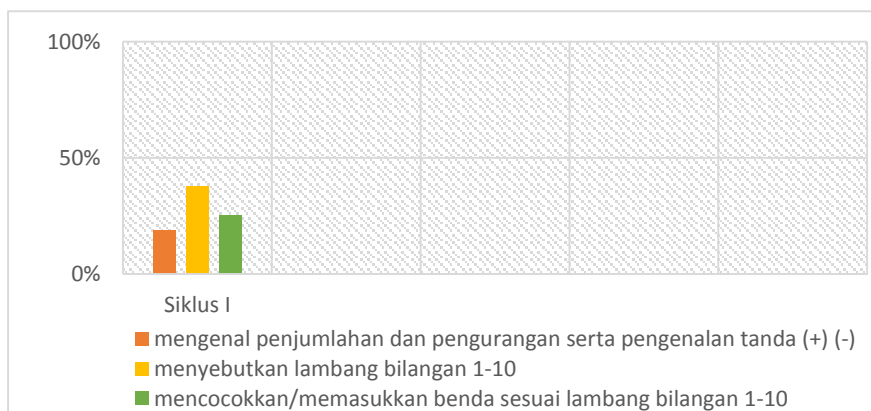 100%
50%
0%
Siklus I
mengenal penjumlahan dan pengurangan serta pengenalan tanda (+) (-)
menyebutkan lambang bilangan 1-10
mencocokkan/memasukkan benda sesuai lambang bilangan 1-10